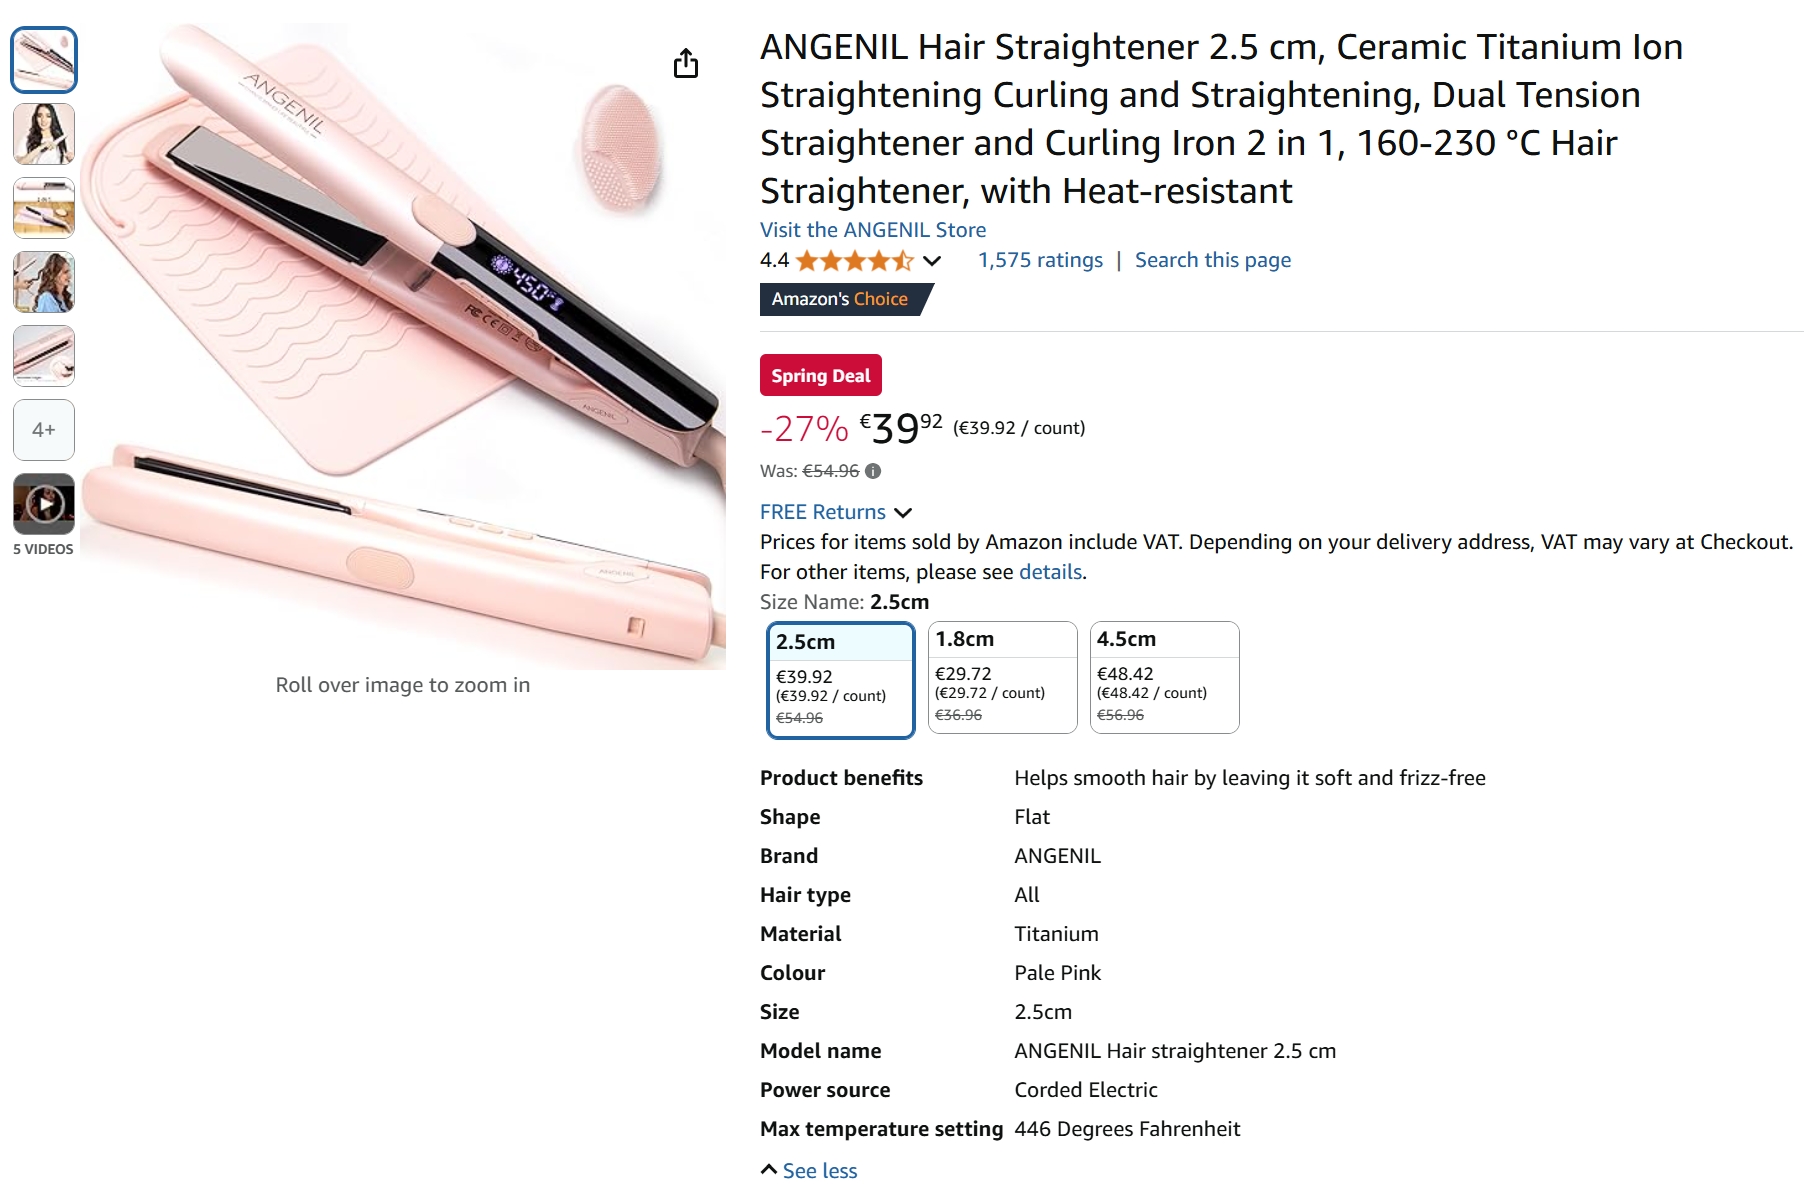 ANGENIL
450°F
FC CE
ANGENIL
ANGENIL
4+
5 VIDEOS
Roll over image to zoom in
ANGENIL Hair Straightener 2.5 cm, Ceramic Titanium Ion
Straightening Curling and Straightening, Dual Tension
Straightener and Curling Iron 2 in 1, 160-230 °C Hair
Straightener, with Heat-resistant
Visit the ANGENIL Store
4.4 1,575 ratings | Search this page
Amazon's Choice
Spring Deal
-27% €39⁹² (€39.92 / count)
Was: €54.96
FREE Returns
Prices for items sold by Amazon include VAT. Depending on your delivery address, VAT may vary at Checkout.
For other items, please see details.
Size Name: 2.5cm
2.5cm 1.8cm 4.5cm
€39.92 €29.72 €48.42
(€39.92 / count) (€29.72 / count) (€48.42 / count)
€54.96 €36.96 €56.96
Product benefits Helps smooth hair by leaving it soft and frizz-free
Shape Flat
Brand ANGENIL
Hair type All
Material Titanium
Colour Pale Pink
Size 2.5cm
Model name ANGENIL Hair straightener 2.5 cm
Power source Corded Electric
Max temperature setting 446 Degrees Fahrenheit
See less